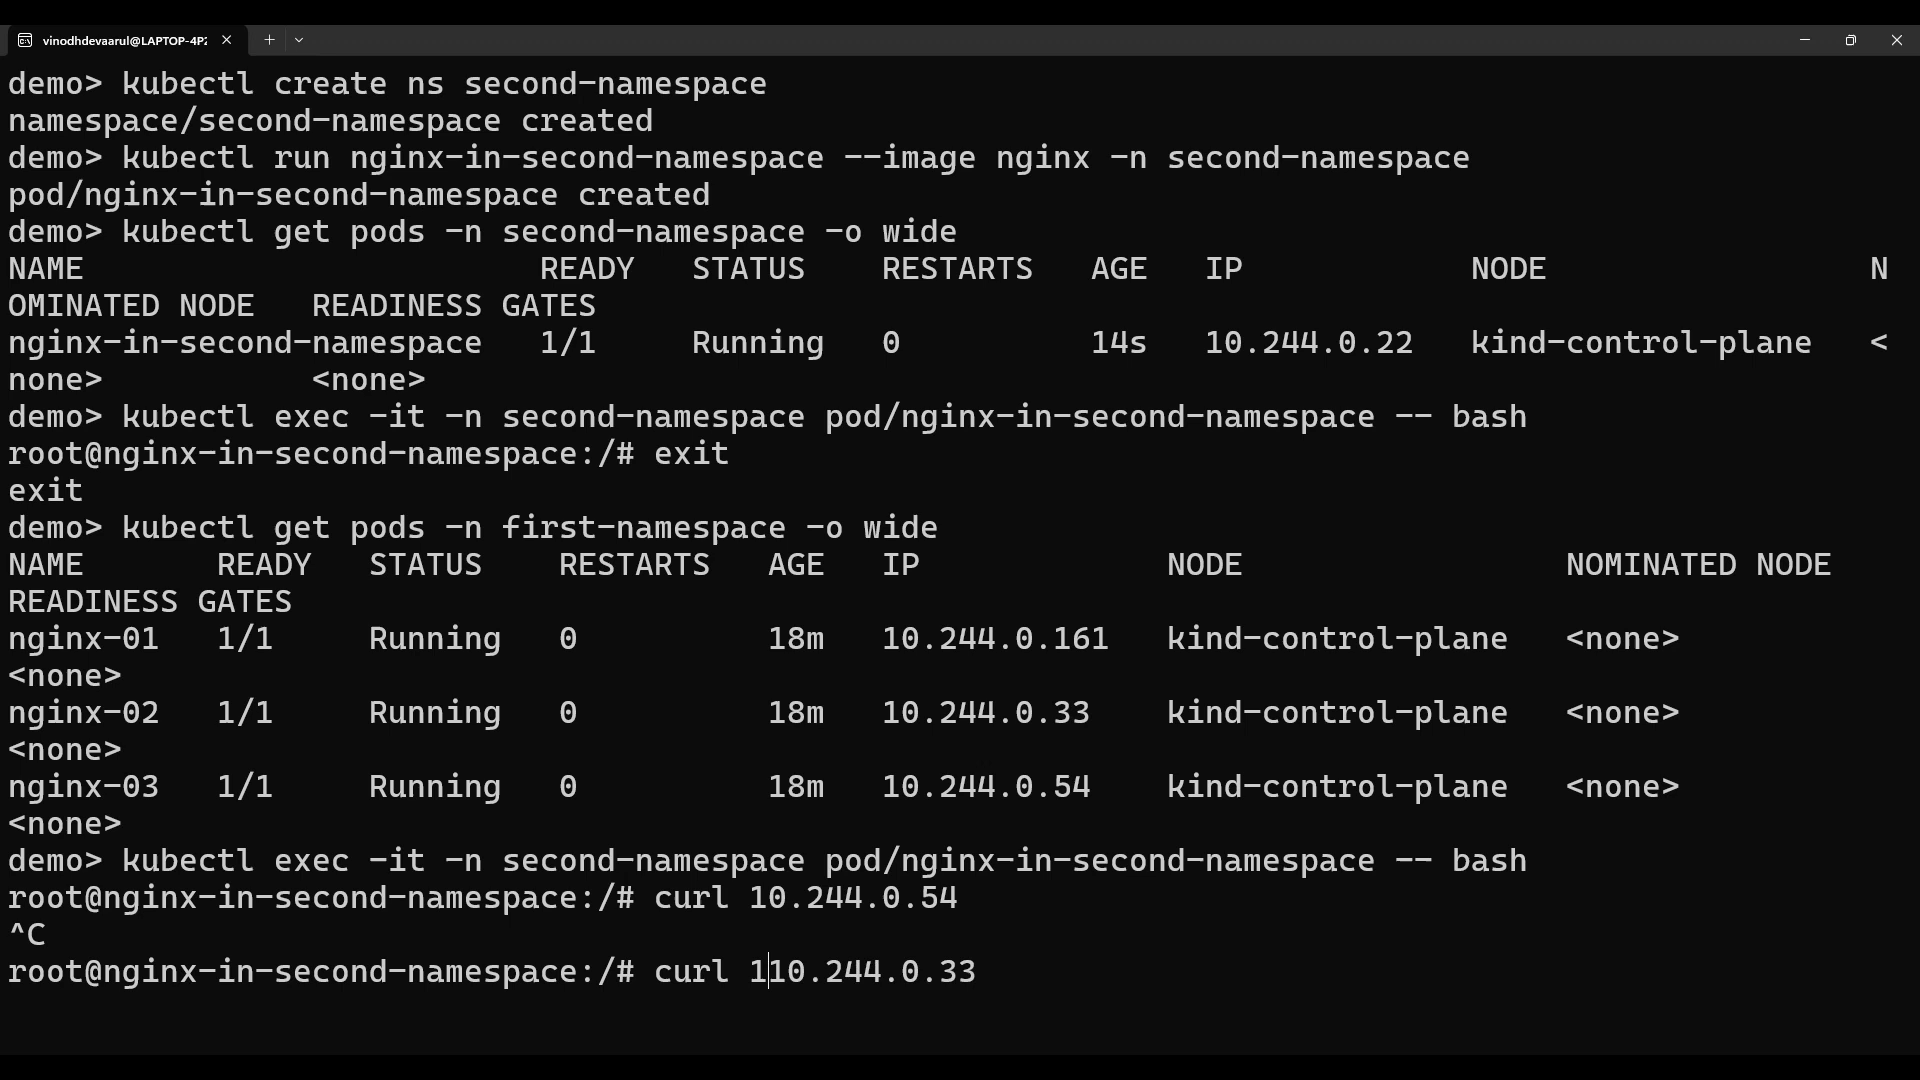 vinodhdevaarul@LAPTOP-4P2
demo> kubectl create ns second-namespace
namespace/second-namespace created
demo> kubectl run nginx-in-second-namespace --image nginx -n second-namespace
pod/nginx-in-second-namespace created
demo> kubectl get pods -n second-namespace -o wide
NAME                        READY   STATUS    RESTARTS   AGE   IP            NODE                 N
OMINATED NODE   READINESS GATES
nginx-in-second-namespace   1/1     Running   0          14s   10.244.0.22   kind-control-plane   <
none>           <none>
demo> kubectl exec -it -n second-namespace pod/nginx-in-second-namespace -- bash
root@nginx-in-second-namespace:/# exit
exit
demo> kubectl get pods -n first-namespace -o wide
NAME       READY   STATUS    RESTARTS   AGE   IP             NODE                 NOMINATED NODE
READINESS GATES
nginx-01   1/1     Running   0          18m   10.244.0.161   kind-control-plane   <none>
<none>
nginx-02   1/1     Running   0          18m   10.244.0.33    kind-control-plane   <none>
<none>
nginx-03   1/1     Running   0          18m   10.244.0.54    kind-control-plane   <none>
<none>
demo> kubectl exec -it -n second-namespace pod/nginx-in-second-namespace -- bash
root@nginx-in-second-namespace:/# curl 10.244.0.54
^C
root@nginx-in-second-namespace:/# curl 110.244.0.33